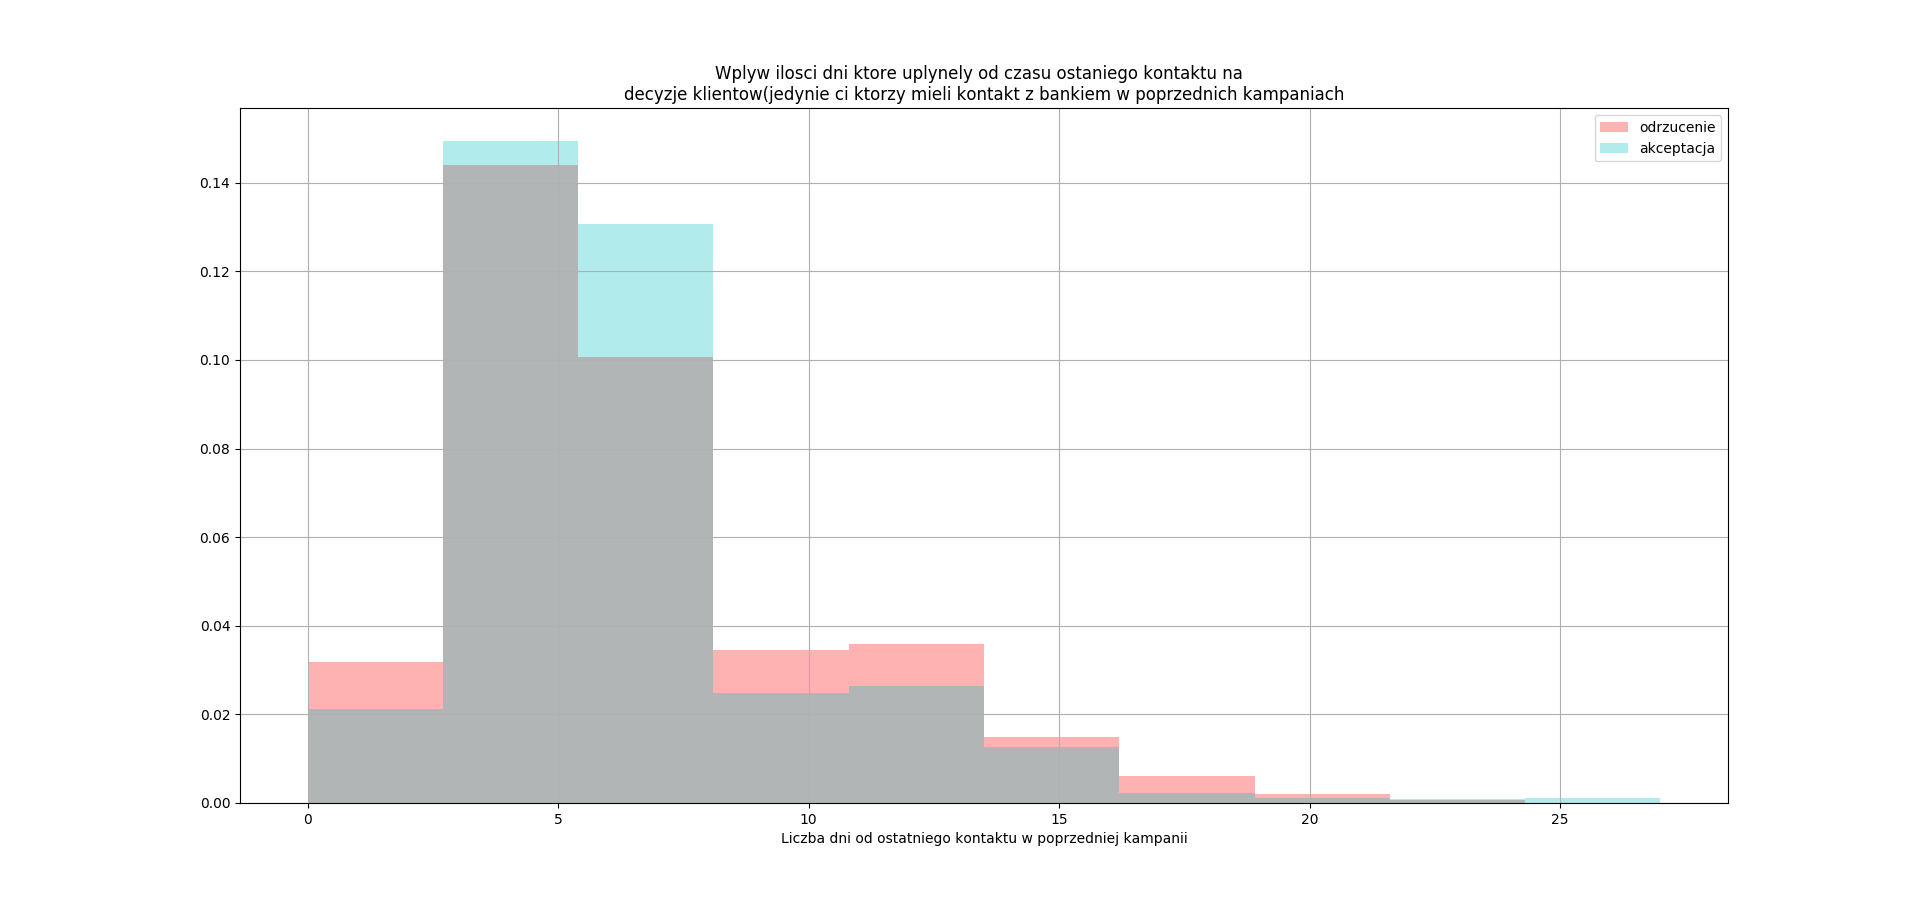 Wplyw ilosci dni ktore uplynely od czasu ostaniego kontaktu na
decyzje klientow(jedynie ci ktorzy mieli kontakt z bankiem w poprzednich kampaniach
odrzucenie
akceptacja
0.14
0.12
0.10
0.08
0.06
0.04
0.02
0.00
0 5 10 15 20 25
Liczba dni od ostatniego kontaktu w poprzedniej kampanii